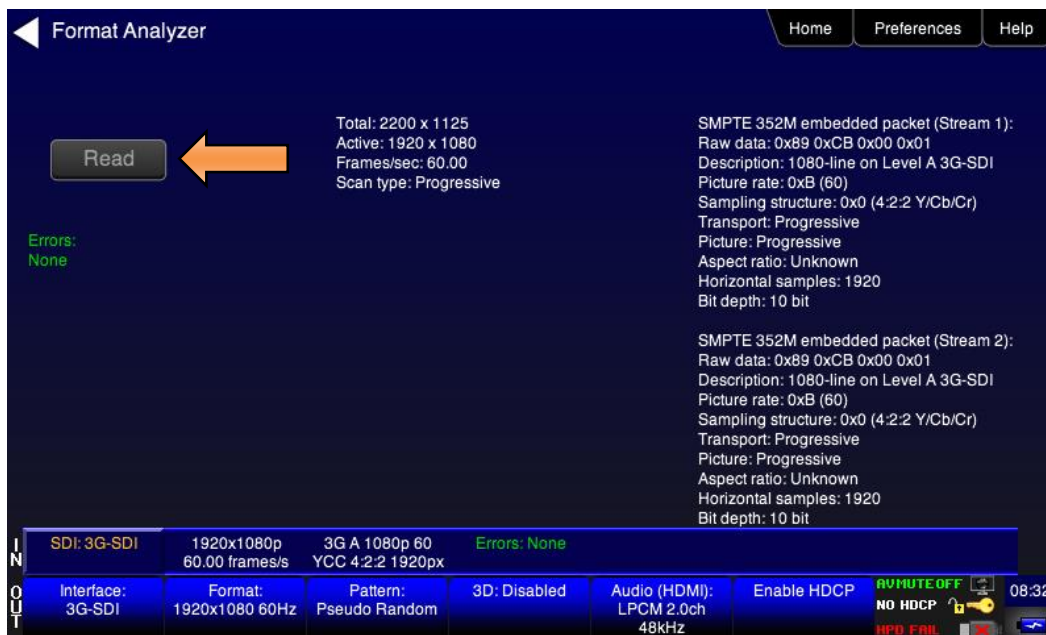 Format Analyzer
Home
Preferences
Help
Read
Errors:
None
Total: 2200 x 1125
Active: 1920 x 1080
Frames/sec: 60.00
Scan type: Progressive
SMPTE 352M embedded packet (Stream 1):
Raw data: 0x89 0xCB 0x00 0x01
Description: 1080-line on Level A 3G-SDI
Picture rate: 0xB (60)
Sampling structure: 0x0 (4:2:2 Y/Cb/Cr)
Transport: Progressive
Picture: Progressive
Aspect ratio: Unknown
Horizontal samples: 1920
Bit depth: 10 bit
SMPTE 352M embedded packet (Stream 2):
Raw data: 0x89 0xCB 0x00 0x01
Description: 1080-line on Level A 3G-SDI
Picture rate: 0xB (60)
Sampling structure: 0x0 (4:2:2 Y/Cb/Cr)
Transport: Progressive
Picture: Progressive
Aspect ratio: Unknown
Horizontal samples: 1920
Bit depth: 10 bit
IN
SDI: 3G-SDI
1920x1080p
60.00 frames/s
3G A 1080p 60
YCC 4:2:2 1920px
Errors: None
OUT
Interface:
3G-SDI
Format:
1920x1080 60Hz
Pattern:
Pseudo Random
3D: Disabled
Audio (HDMI):
LPCM 2.0ch
48kHz
Enable HDCP
AVMUTE OFF
NO HDCP
HPD FAIL
08:32